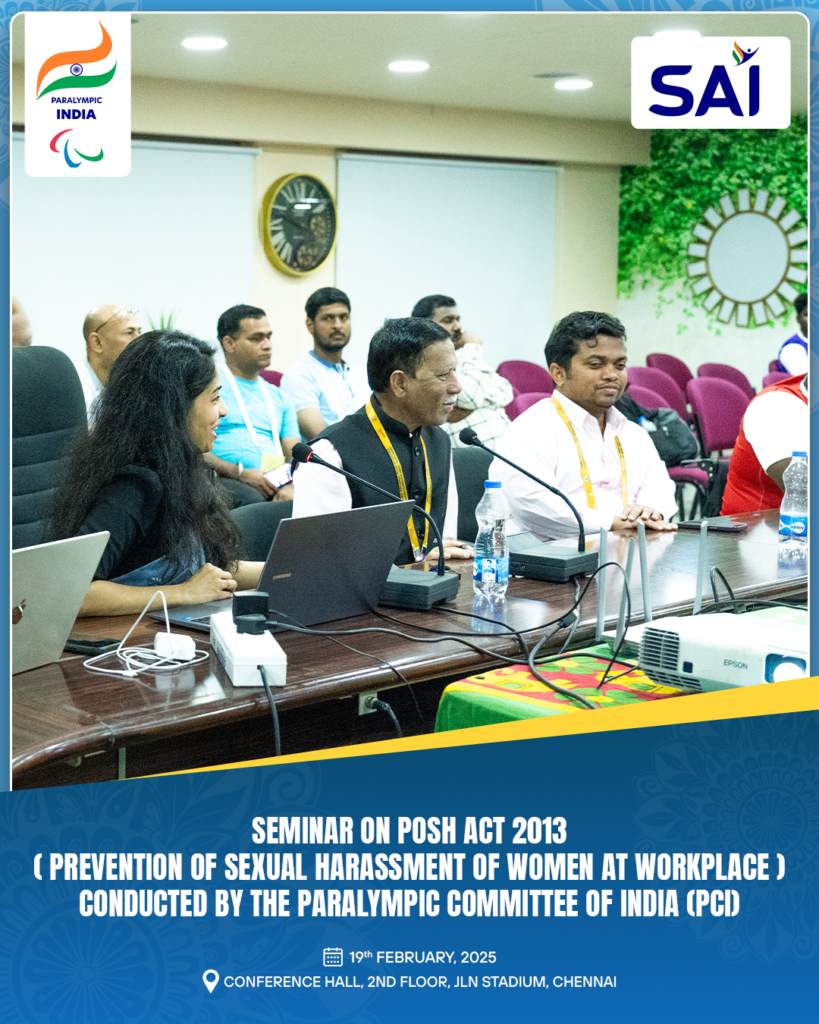 PARALYMPIC
INDIA
SAI
SAMSUNG
EPSON
SEMINAR ON POSH ACT 2013
( PREVENTION OF SEXUAL HARASSMENT OF WOMEN AT WORKPLACE )
CONDUCTED BY THE PARALYMPIC COMMITTEE OF INDIA (PCI)
19th FEBRUARY, 2025
CONFERENCE HALL, 2ND FLOOR, JLN STADIUM, CHENNAI